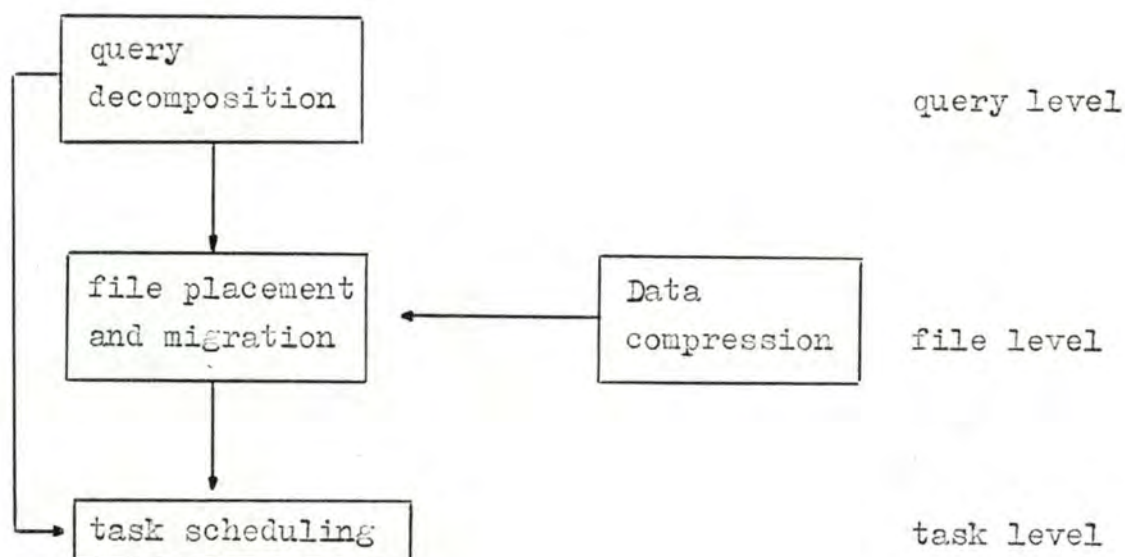 query
decomposition
query level
file placement
and migration
Data
compression
file level
task scheduling
task level